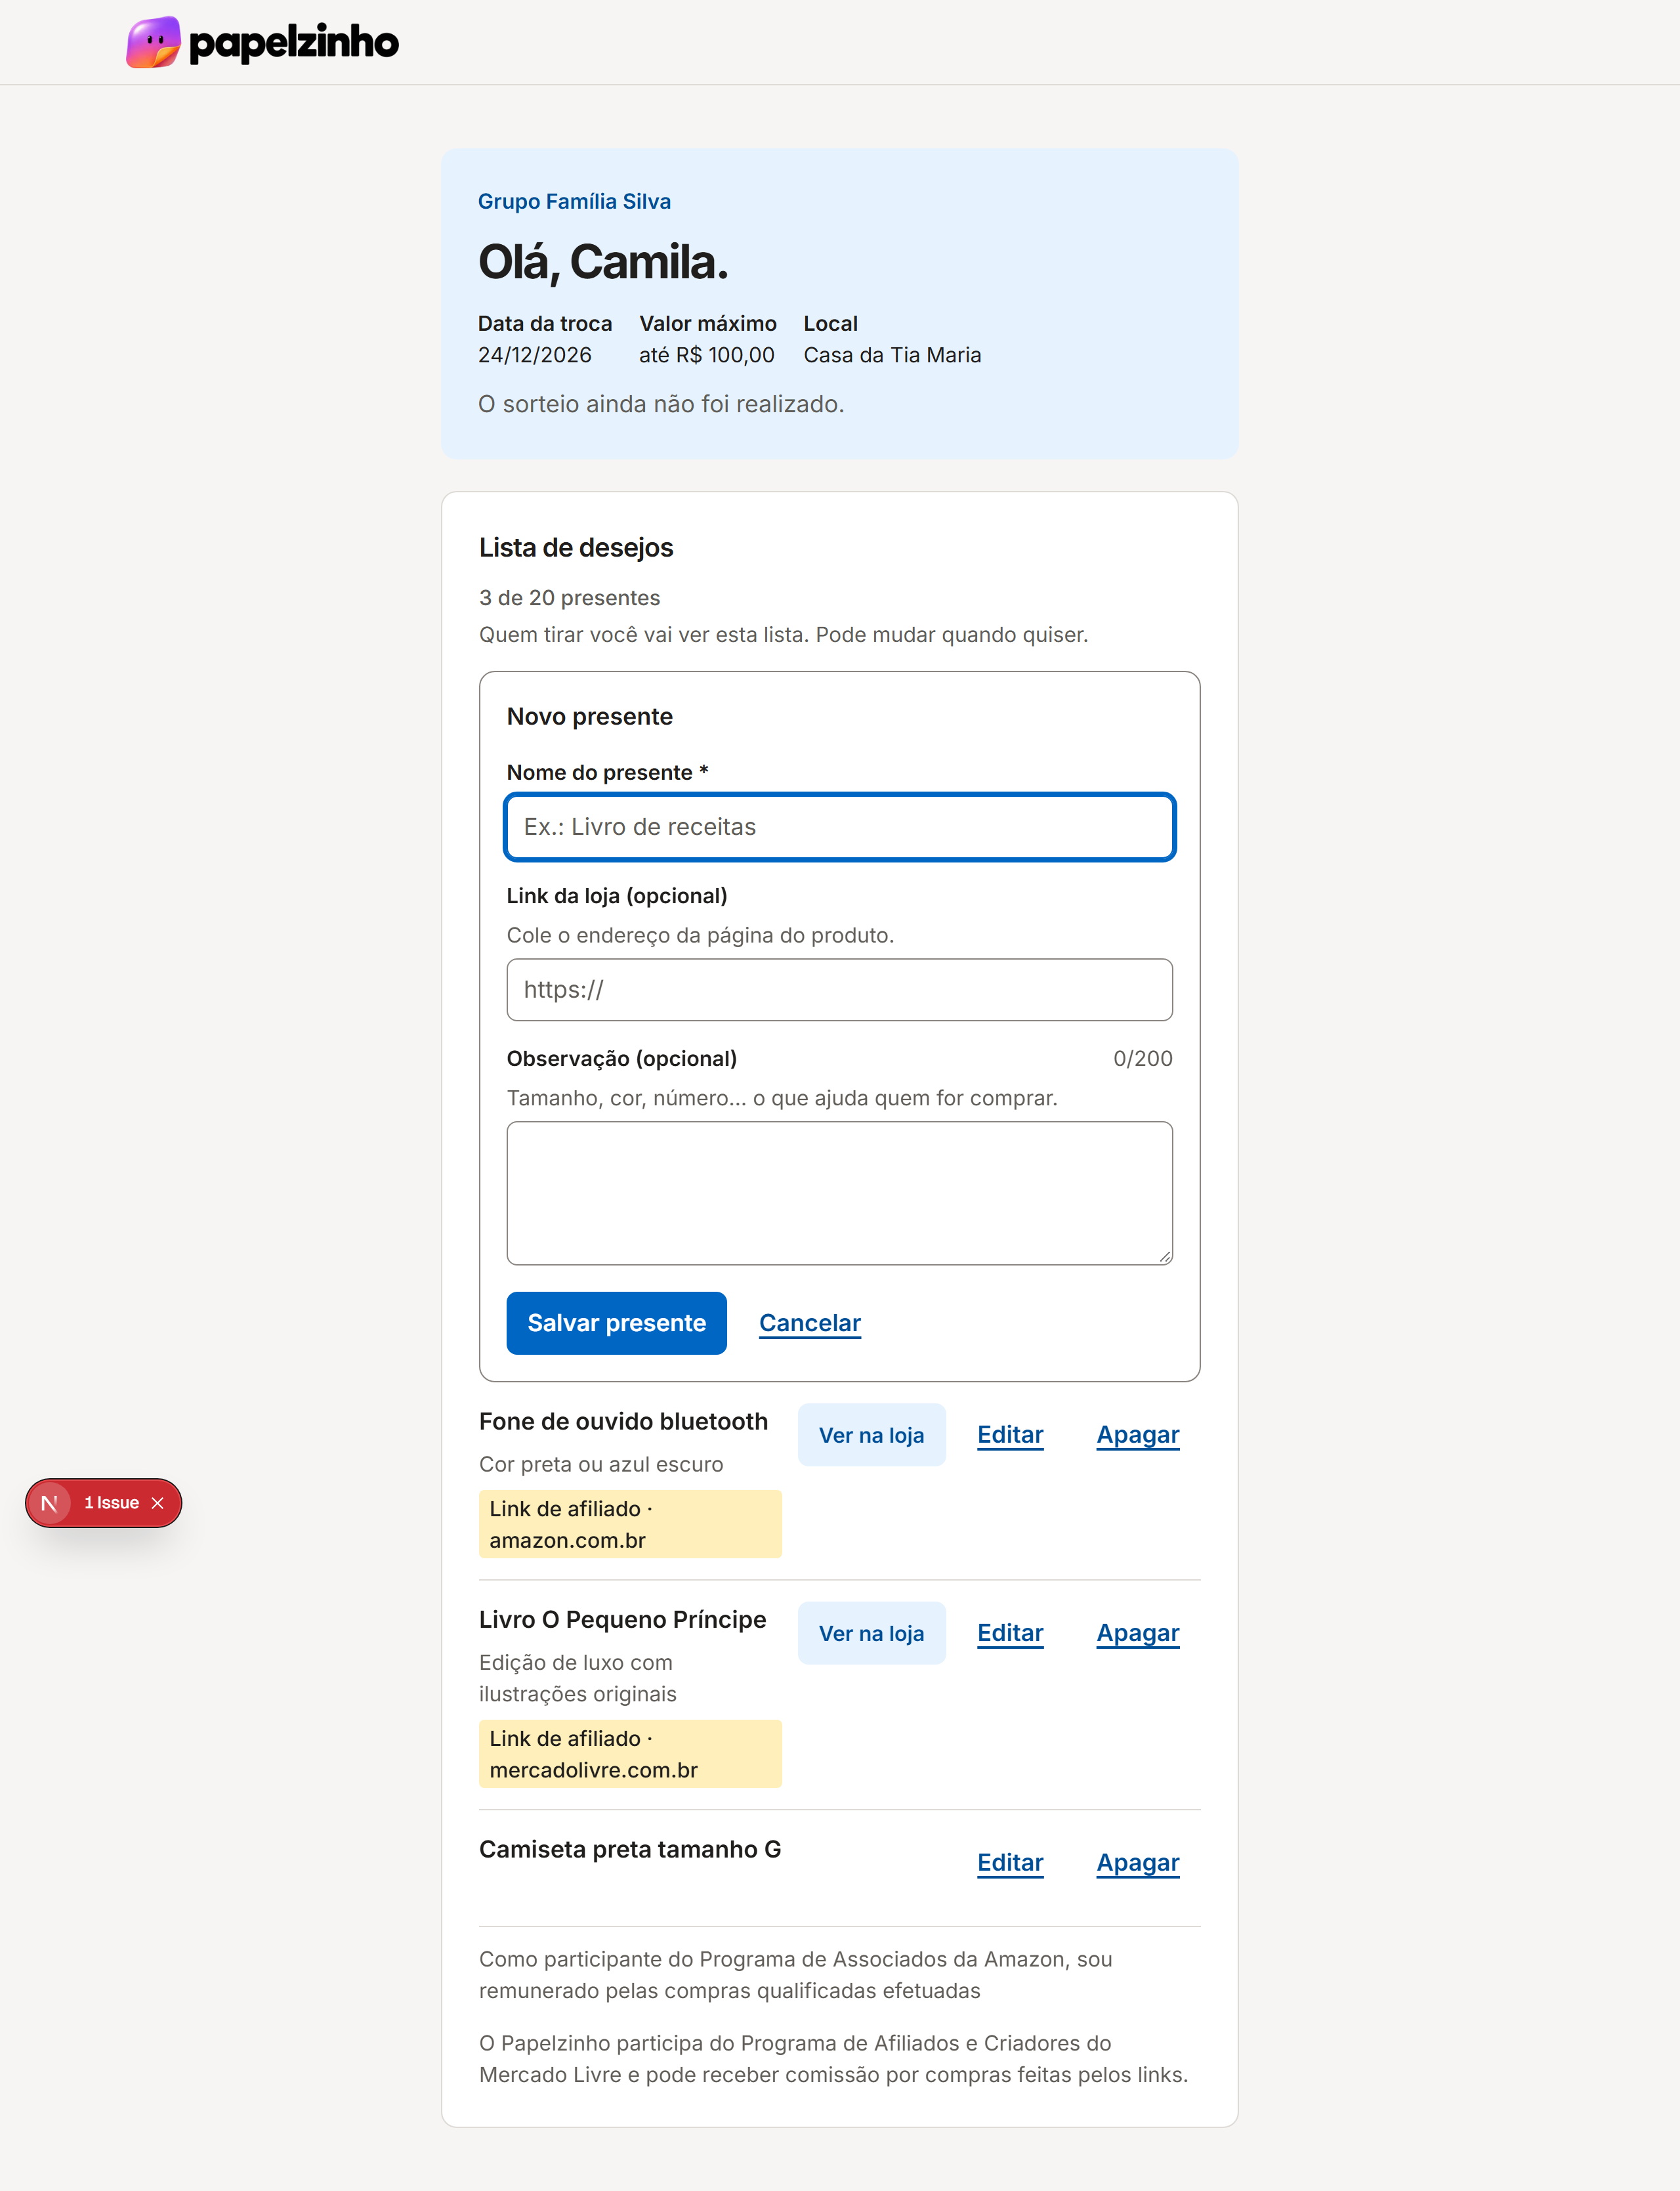 papelzinho
Grupo Família Silva
Olá, Camila.
Data da troca
24/12/2026
Valor máximo
até R$ 100,00
Local
Casa da Tia Maria
O sorteio ainda não foi realizado.
Lista de desejos
3 de 20 presentes
Quem tirar você vai ver esta lista. Pode mudar quando quiser.
Novo presente
Nome do presente *
Ex.: Livro de receitas
Link da loja (opcional)
Cole o endereço da página do produto.
https://
Observação (opcional) 0/200
Tamanho, cor, número... o que ajuda quem for comprar.
Salvar presente Cancelar
Fone de ouvido bluetooth
Cor preta ou azul escuro
Link de afiliado ·
amazon.com.br
Ver na loja Editar Apagar
N 1 Issue
Livro O Pequeno Príncipe
Edição de luxo com
ilustrações originais
Link de afiliado ·
mercadolivre.com.br
Ver na loja Editar Apagar
Camiseta preta tamanho G
Editar Apagar
Como participante do Programa de Associados da Amazon, sou
remunerado pelas compras qualificadas efetuadas
O Papelzinho participa do Programa de Afiliados e Criadores do
Mercado Livre e pode receber comissão por compras feitas pelos links.